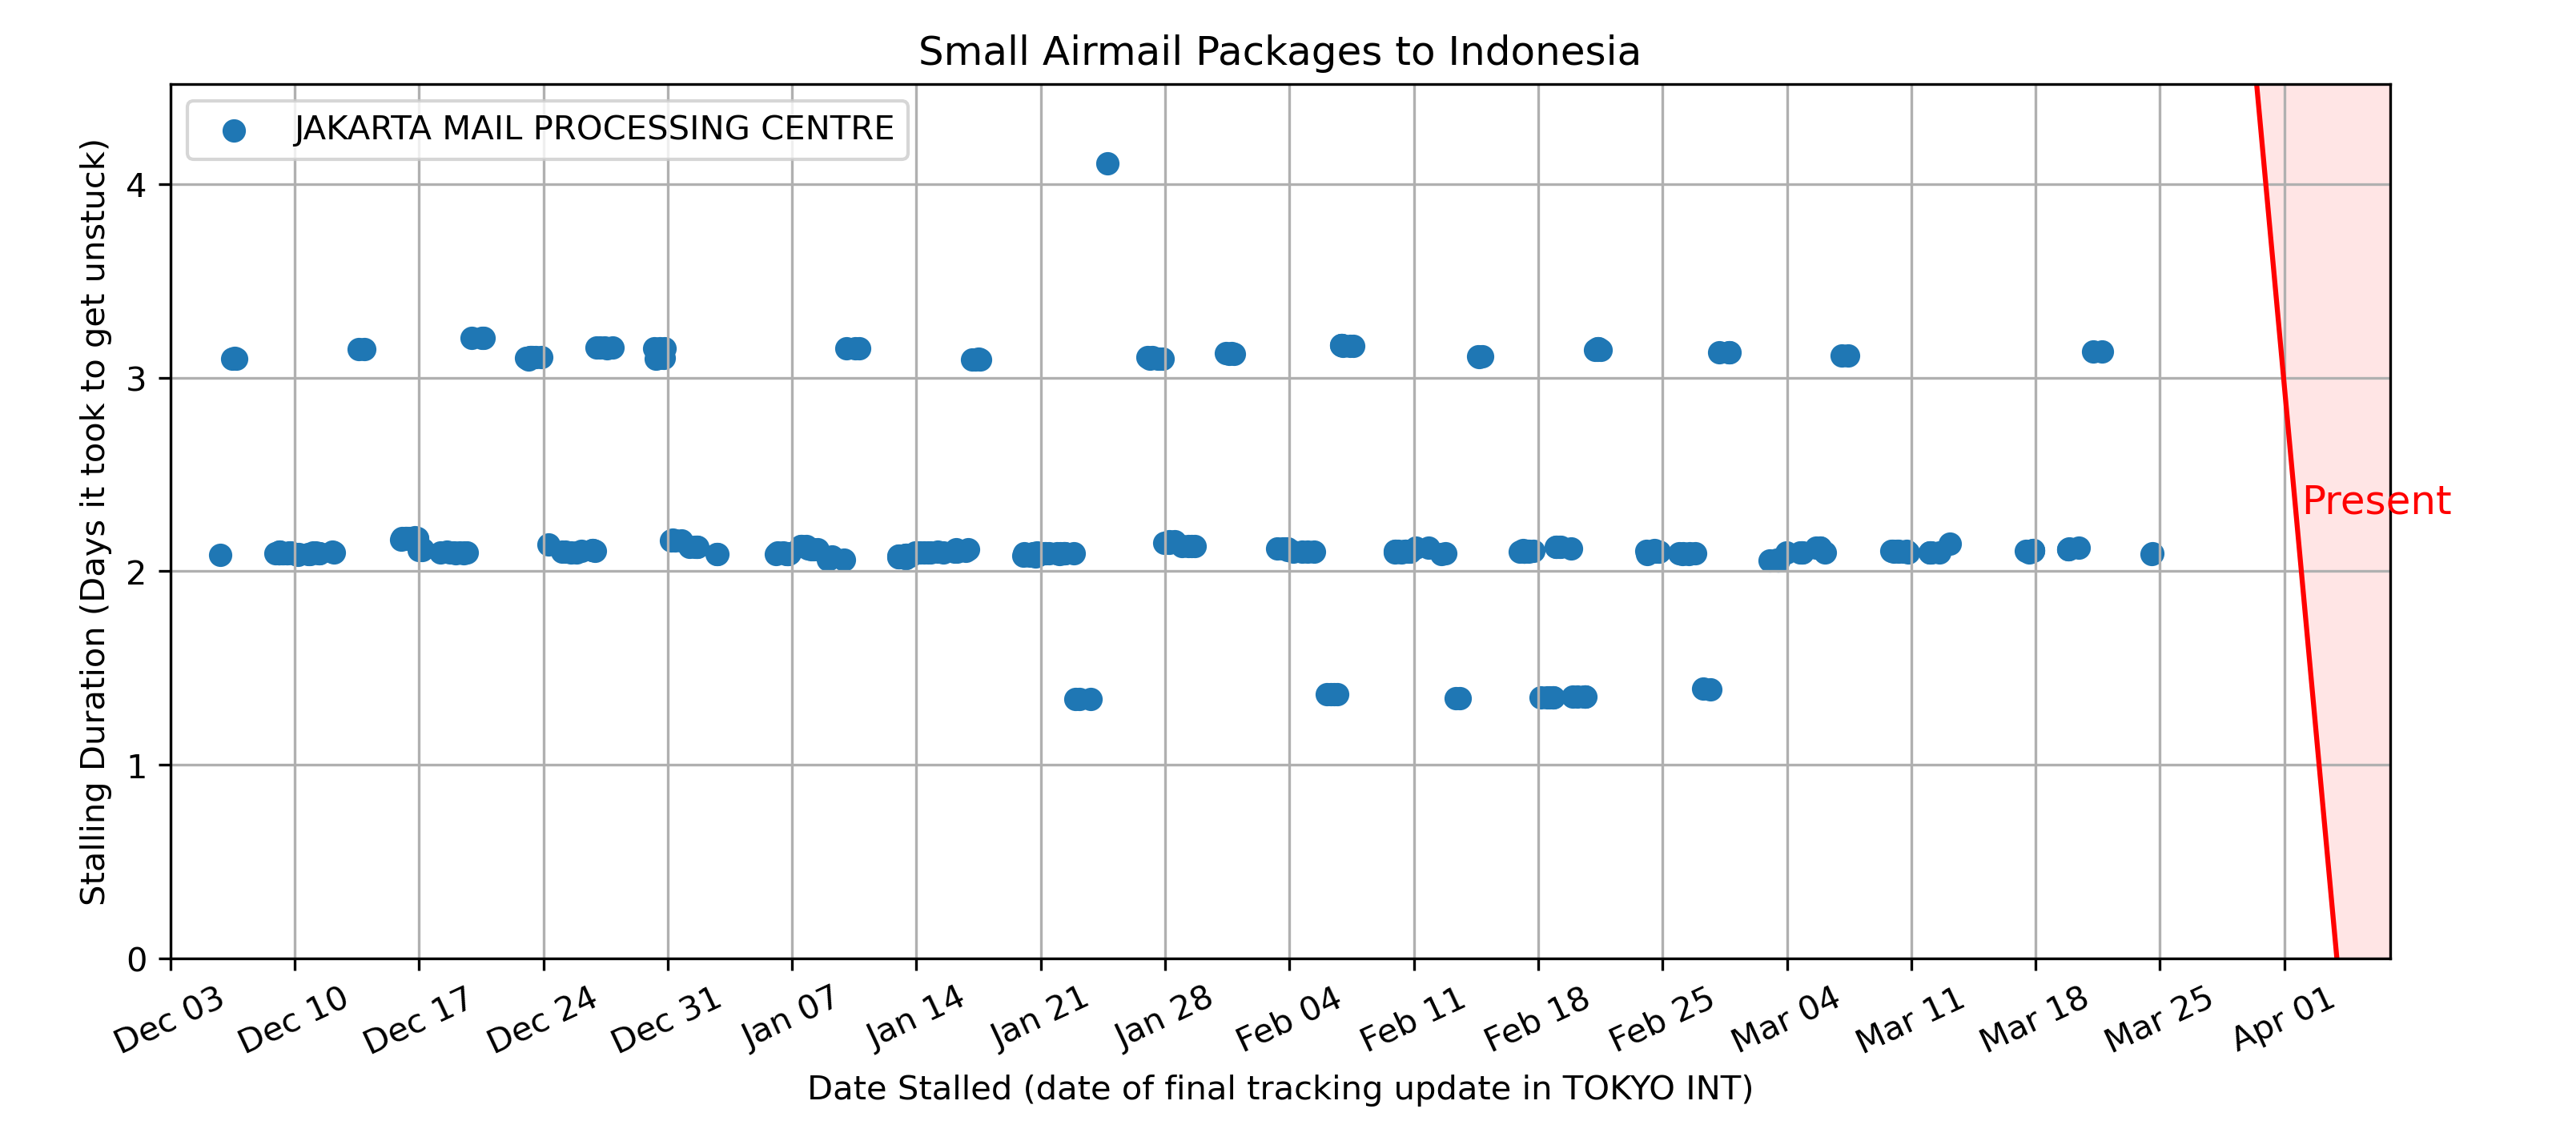 Small Airmail Packages to Indonesia
JAKARTA MAIL PROCESSING CENTRE
Stalling Duration (Days it took to get unstuck)
4
3
2
1
0
Present
Dec 03
Dec 10
Dec 17
Dec 24
Dec 31
Jan 07
Jan 14
Jan 21
Jan 28
Feb 04
Feb 11
Feb 18
Feb 25
Mar 04
Mar 11
Mar 18
Mar 25
Apr 01
Date Stalled (date of final tracking update in TOKYO INT)